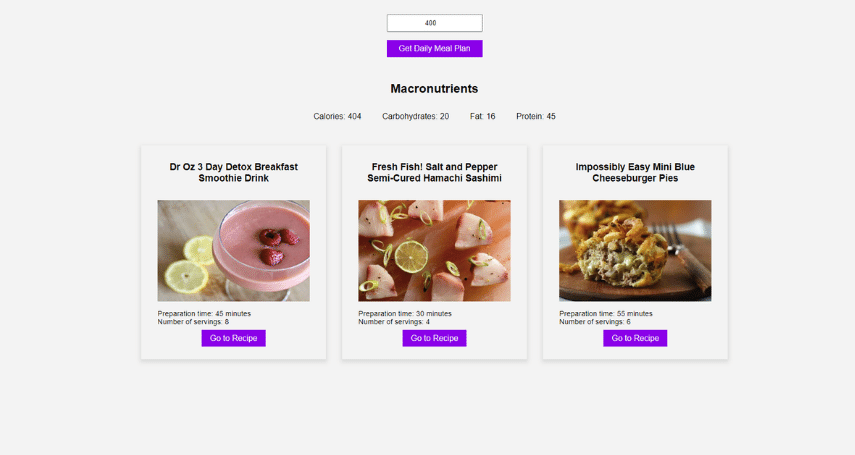 400
Get Daily Meal Plan
Macronutrients
Calories: 404 Carbohydrates: 20 Fat: 16 Protein: 45
Dr Oz 3 Day Detox Breakfast
Smoothie Drink
Preparation time: 45 minutes
Number of servings: 8
Go to Recipe
Fresh Fish! Salt and Pepper
Semi-Cured Hamachi Sashimi
Preparation time: 30 minutes
Number of servings: 4
Go to Recipe
Impossibly Easy Mini Blue
Cheeseburger Pies
Preparation time: 55 minutes
Number of servings: 6
Go to Recipe